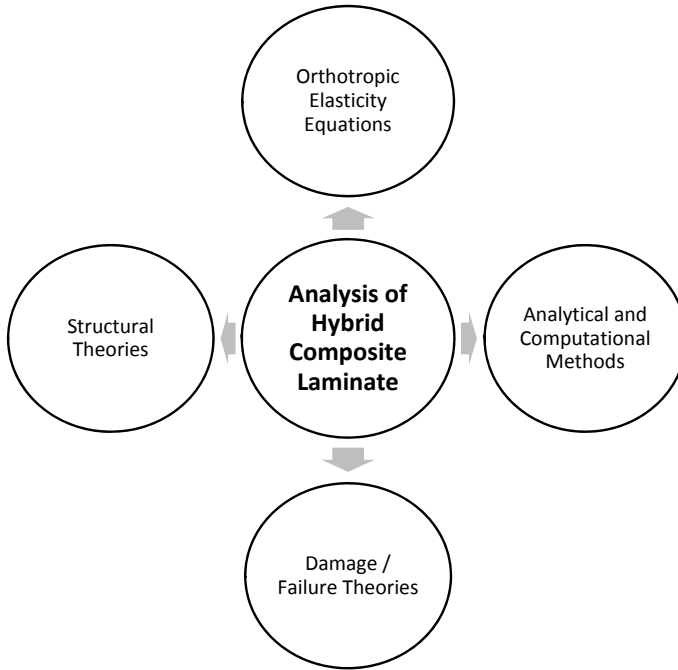 Orthotropic
Elasticity
Equations
Structural
Theories
Analysis of
Hybrid
Composite
Laminate
Analytical and
Computational
Methods
Damage /
Failure Theories